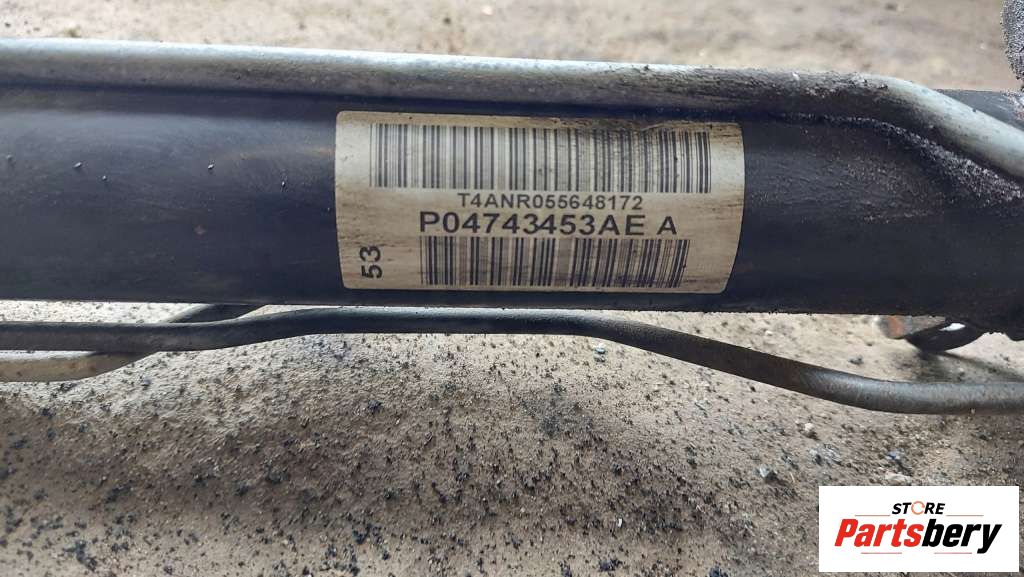 T4ANR055648172
P04743453AE A
53
STORE
Partsbery